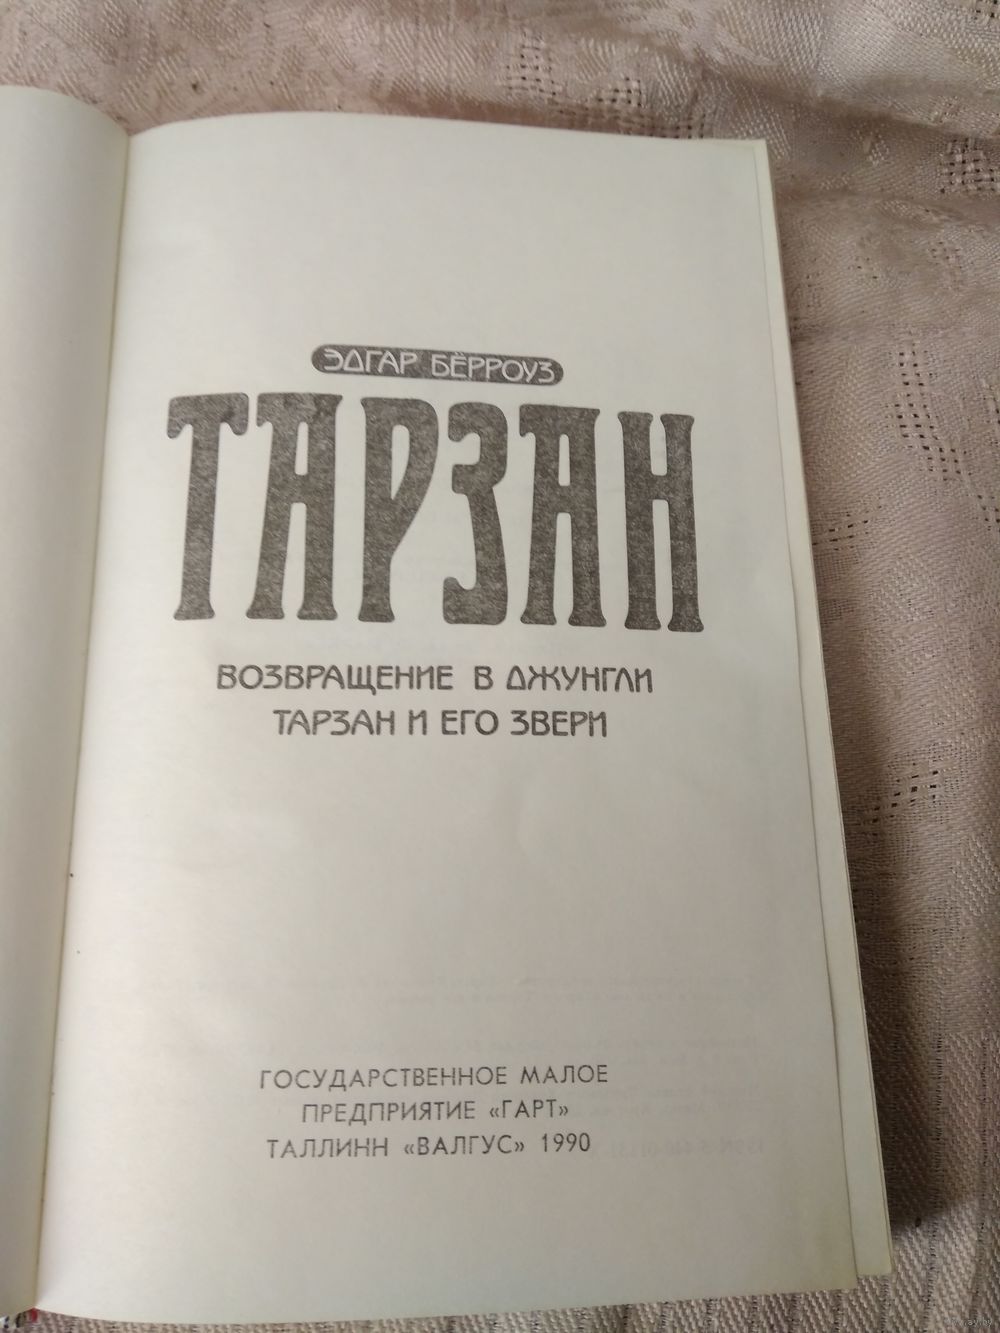 ЭДГАР БЁРРОУЗ
ТАРЗАН
ВОЗВРАЩЕНИЕ В ДЖУНГЛИ
ТАРЗАН И ЕГО ЗВЕРИ
ГОСУДАРСТВЕННОЕ МАЛОЕ
ПРЕДПРИЯТИЕ «ГАРТ»
ТАЛЛИНН «ВАЛГУС» 1990